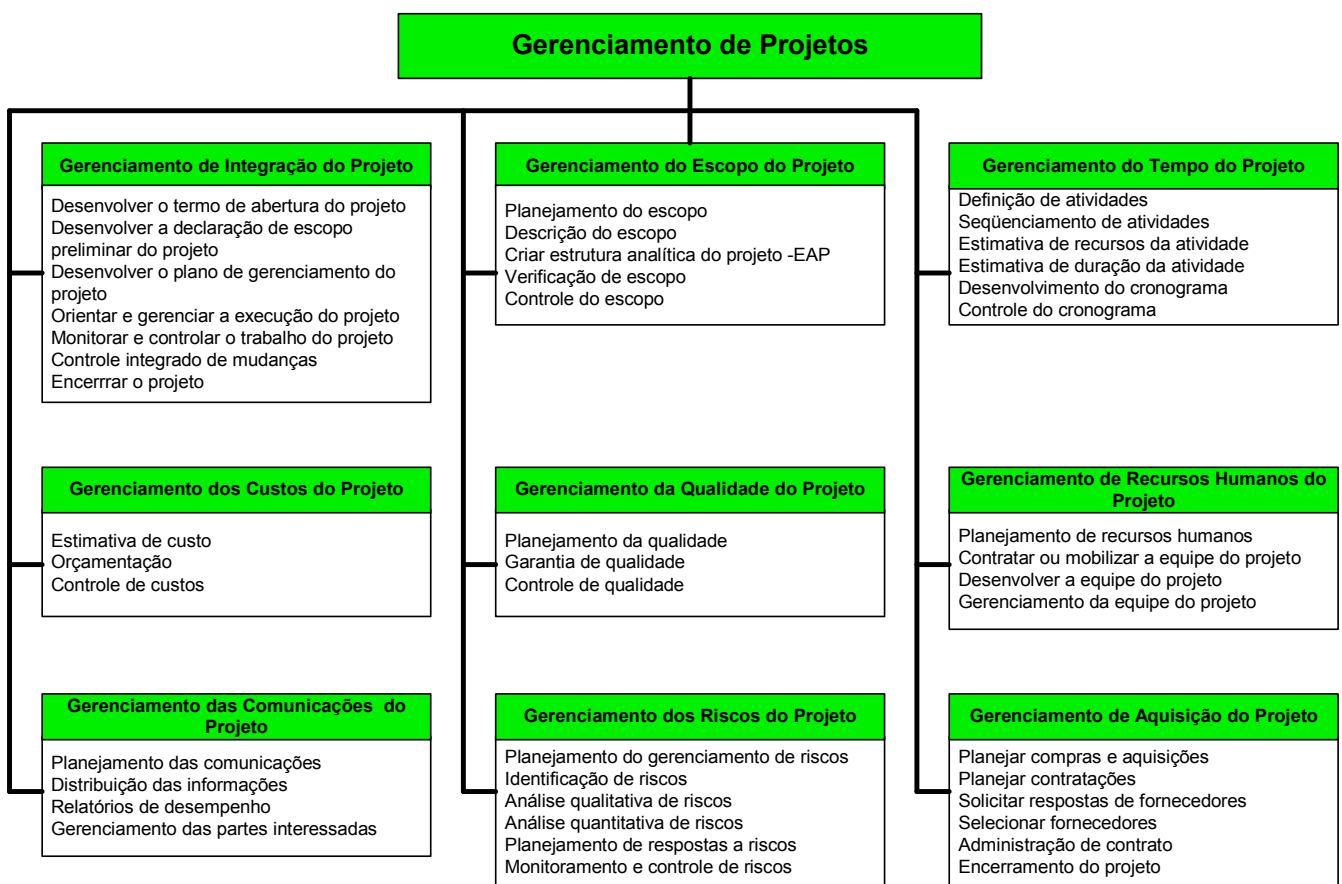 Gerenciamento de Projetos
Gerenciamento de Integração do Projeto
Desenvolver o termo de abertura do projeto
Desenvolver a declaração de escopo
preliminar do projeto
Desenvolver o plano de gerenciamento do
projeto
Orientar e gerenciar a execução do projeto
Monitorar e controlar o trabalho do projeto
Controle integrado de mudanças
Encerrrar o projeto
Gerenciamento do Escopo do Projeto
Planejamento do escopo
Descrição do escopo
Criar estrutura analítica do projeto -EAP
Verificação de escopo
Controle do escopo
Gerenciamento do Tempo do Projeto
Definição de atividades
Seqüenciamento de atividades
Estimativa de recursos da atividade
Estimativa de duração da atividade
Desenvolvimento do cronograma
Controle do cronograma
Gerenciamento dos Custos do Projeto
Estimativa de custo
Orçamentação
Controle de custos
Gerenciamento da Qualidade do Projeto
Planejamento da qualidade
Garantia de qualidade
Controle de qualidade
Gerenciamento de Recursos Humanos do
Projeto
Planejamento de recursos humanos
Contratar ou mobilizar a equipe do projeto
Desenvolver a equipe do projeto
Gerenciamento da equipe do projeto
Gerenciamento das Comunicações do
Projeto
Planejamento das comunicações
Distribuição das informações
Relatórios de desempenho
Gerenciamento das partes interessadas
Gerenciamento dos Riscos do Projeto
Planejamento do gerenciamento de riscos
Identificação de riscos
Análise qualitativa de riscos
Análise quantitativa de riscos
Planejamento de respostas a riscos
Monitoramento e controle de riscos
Gerenciamento de Aquisição do Projeto
Planejar compras e aquisições
Planejar contratações
Solicitar respostas de fornecedores
Selecionar fornecedores
Administração de contrato
Encerramento do projeto